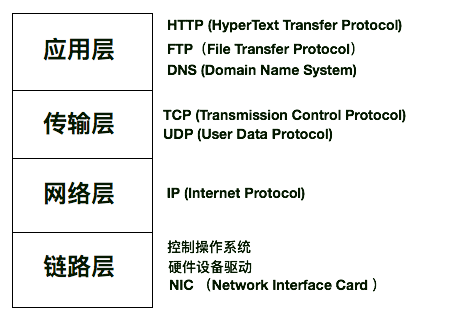 应用层
HTTP (HyperText Transfer Protocol)
FTP（File Transfer Protocol）
DNS (Domain Name System)
传输层
TCP (Transmission Control Protocol)
UDP (User Data Protocol)
网络层
IP (Internet Protocol)
链路层
控制操作系统
硬件设备驱动
NIC （Network Interface Card ）